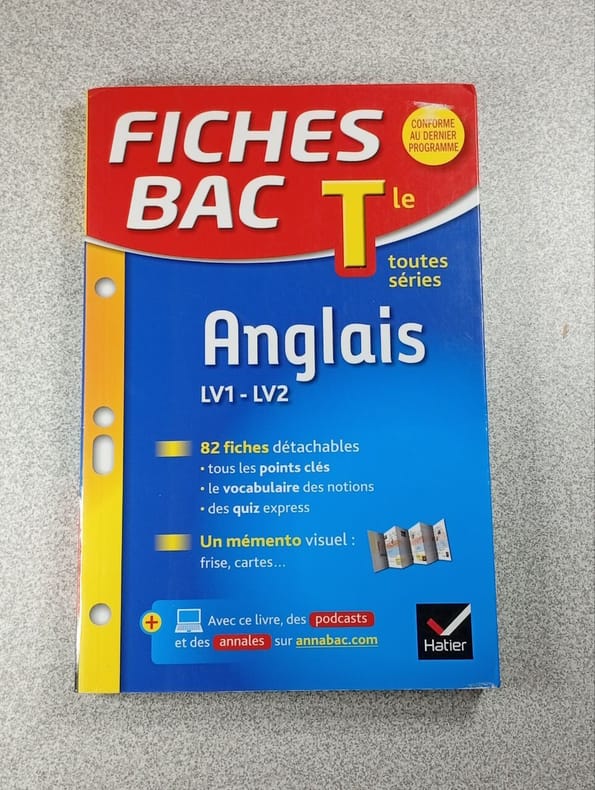 FICHES
BAC
CONFORME
AU DERNIER
PROGRAMME
T le
toutes
séries
Anglais
LV1 - LV2
82 fiches détachables
• tous les points clés
• le vocabulaire des notions
• des quiz express
Un mémento visuel :
frise, cartes...
+ Avec ce livre, des podcasts
et des annales sur annabac.com
Hatier